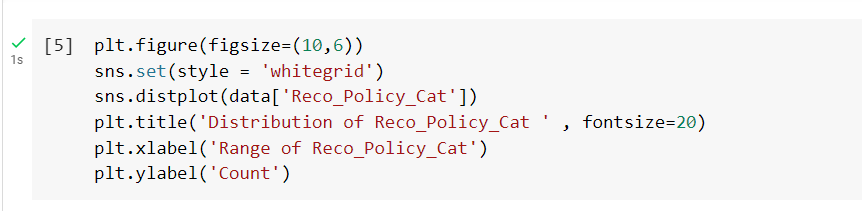 [5] plt.figure(figsize=(10,6))
1s
sns.set(style = 'whitegrid')
sns.distplot(data['Reco_Policy_Cat'])
plt.title('Distribution of Reco_Policy_Cat ' , fontsize=20)
plt.xlabel('Range of Reco_Policy_Cat')
plt.ylabel('Count')